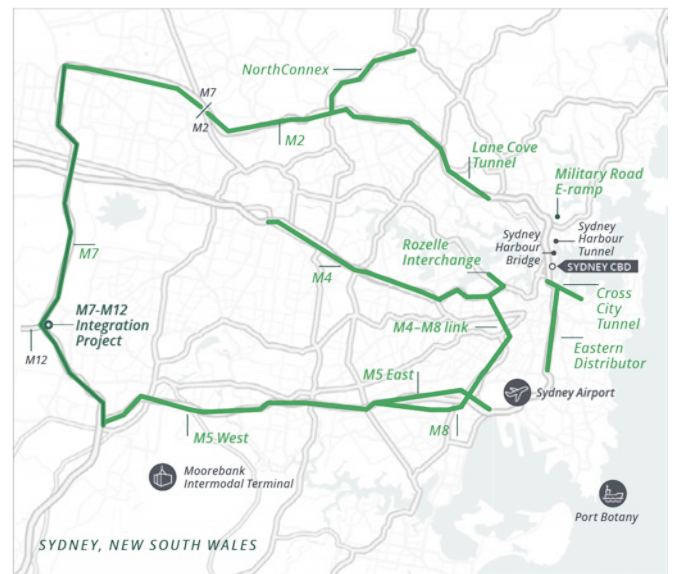 NorthConnex
M7
M2
M2
Lane Cove
Tunnel
Military Road
E-ramp
Sydney
Harbour
Tunnel
Sydney
Harbour
Bridge
SYDNEY CBD
Rozelle
Interchange
M7
M4
Cross
City
Tunnel
M7-M12
Integration
Project
M4–M8 link
M12
Eastern
Distributor
M5 East
Sydney Airport
M5 West
M8
Moorebank
Intermodal Terminal
Port Botany
SYDNEY, NEW SOUTH WALES